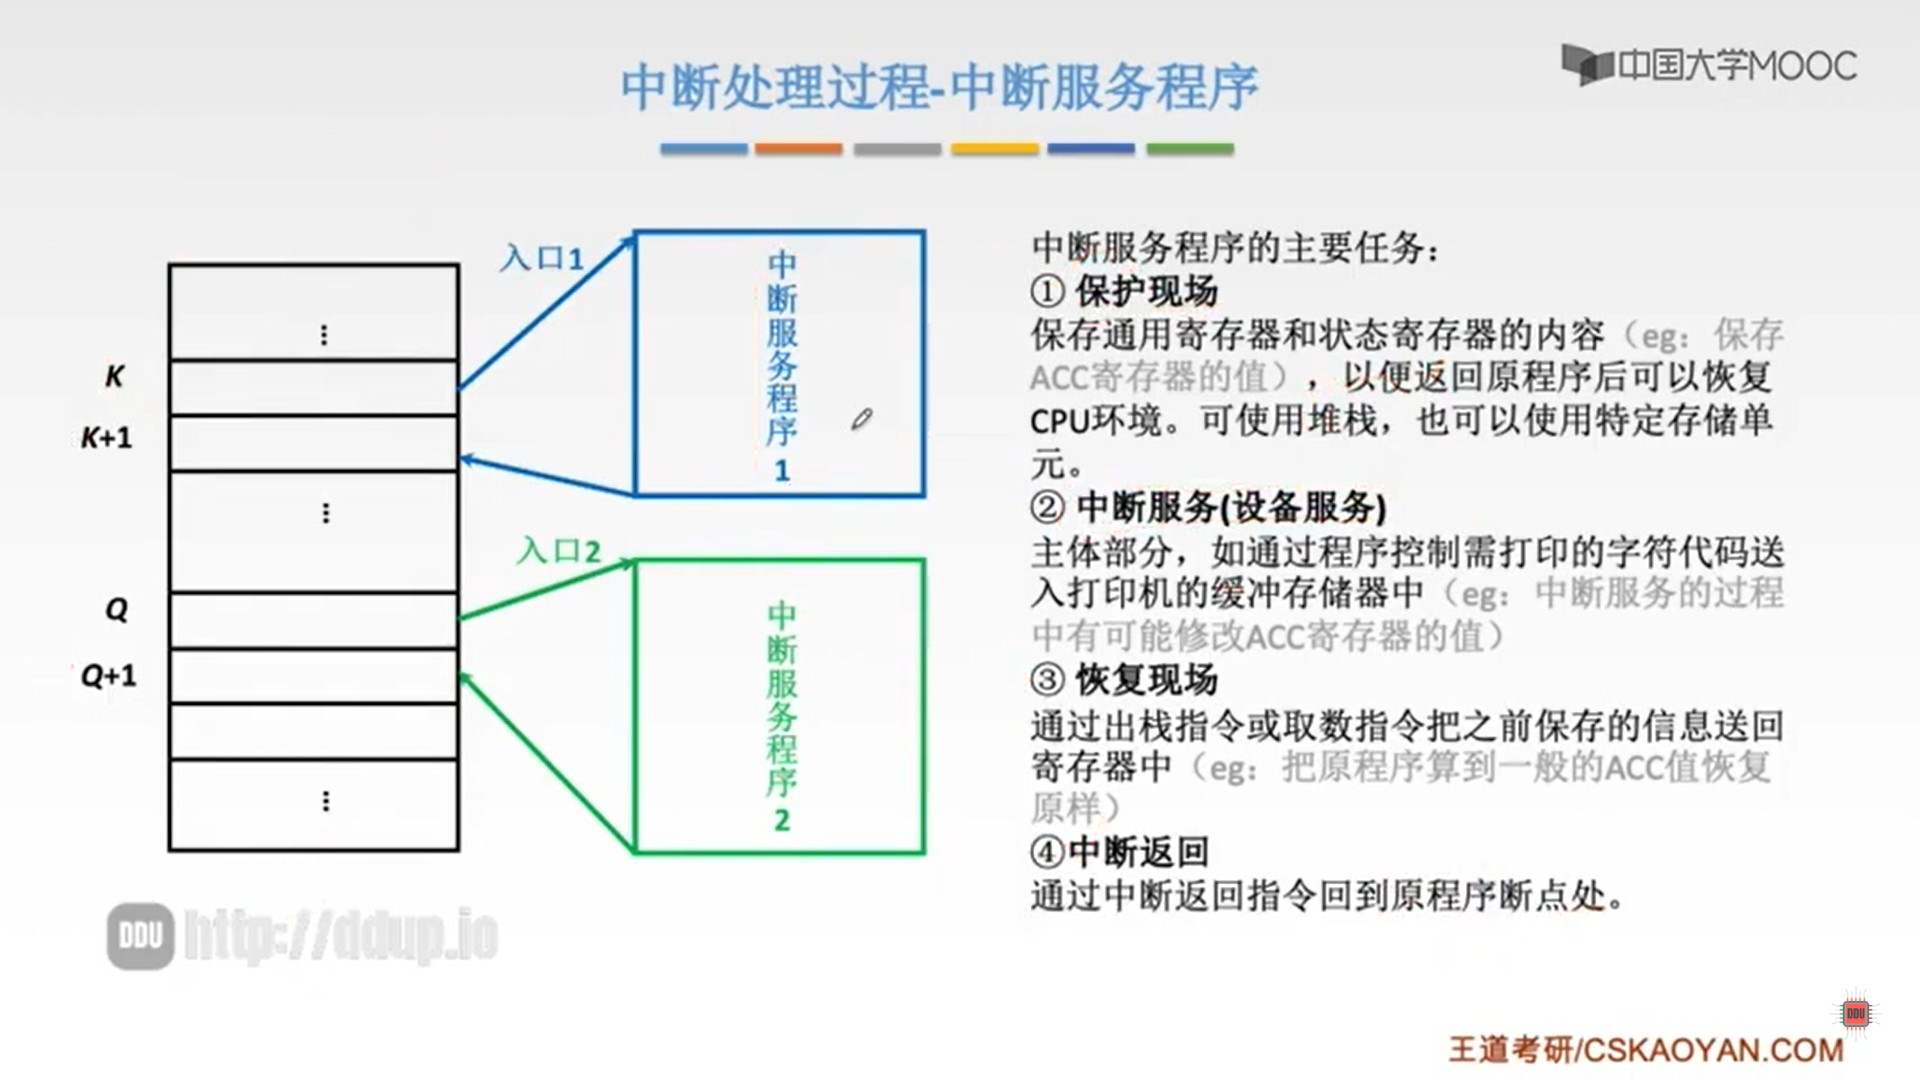 中断处理过程-中断服务程序
中国大学MOOC
入口1
中断服务程序1
K
K+1
入口2
中断服务程序2
Q
Q+1
中断服务程序的主要任务：
① 保护现场
保存通用寄存器和状态寄存器的内容（eg：保存
ACC寄存器的值），以便返回原程序后可以恢复
CPU环境。可使用堆栈，也可以使用特定存储单
元。
② 中断服务(设备服务)
主体部分，如通过程序控制需打印的字符代码送
入打印机的缓冲存储器中（eg：中断服务的过程
中有可能修改ACC寄存器的值）
③ 恢复现场
通过出栈指令或取数指令把之前保存的信息送回
寄存器中（eg：把原程序算到一般的ACC值恢复
原样）
④中断返回
通过中断返回指令回到原程序断点处。
DDU http://ddup.io
DDU
王道考研/CSKAOYAN.COM